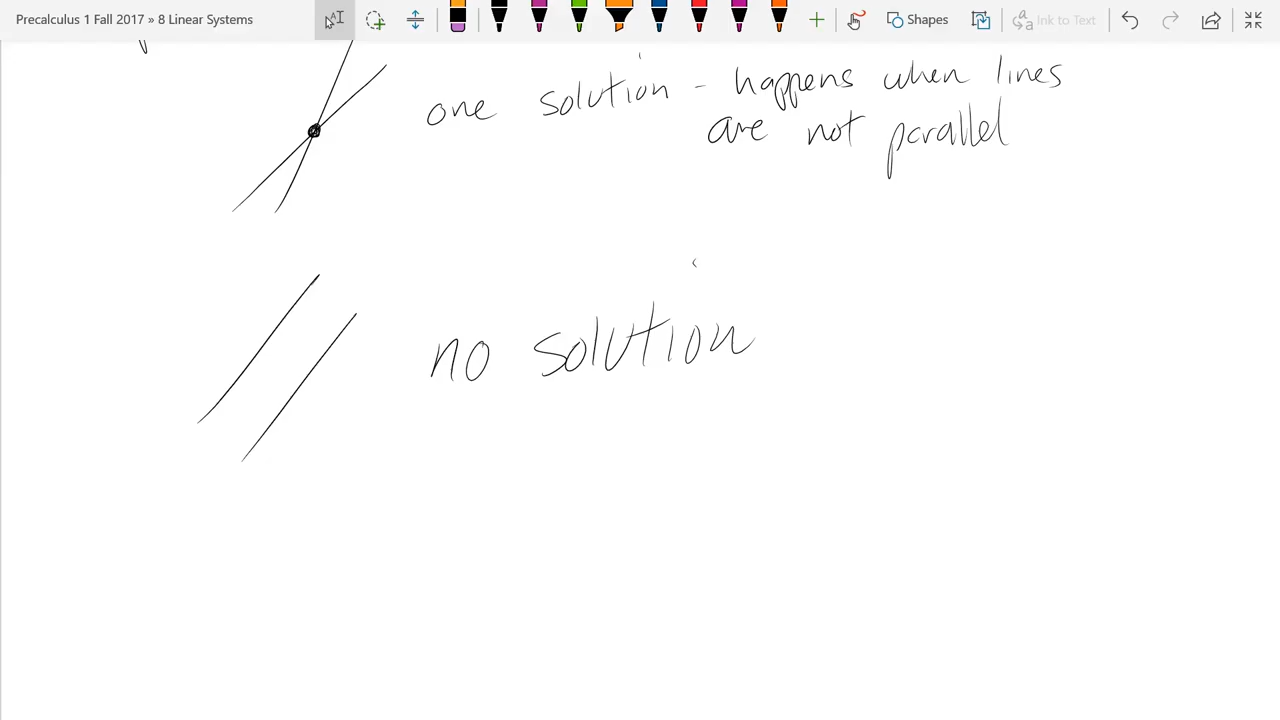 Precalculus 1 Fall 2017 » 8 Linear Systems
Shapes
Ink to Text
one solution - happens when lines
are not parallel
no solution